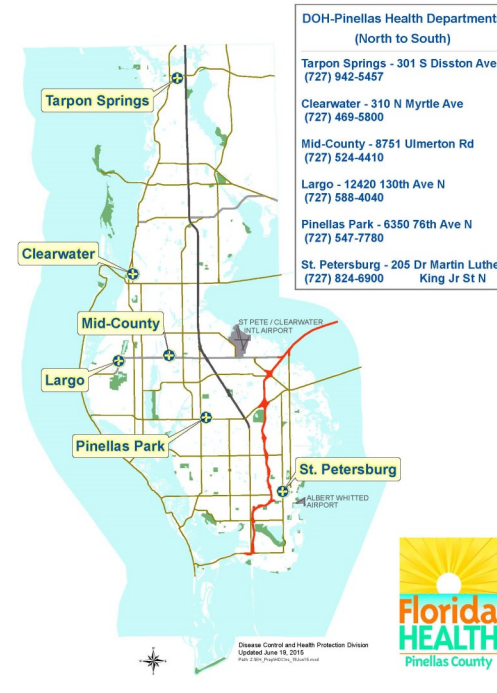 DOH-Pinellas Health Department
(North to South)
Tarpon Springs - 301 S Disston Ave
(727) 942-5457
Clearwater - 310 N Myrtle Ave
(727) 469-5800
Mid-County - 8751 Ulmerton Rd
(727) 524-4410
Largo - 12420 130th Ave N
(727) 588-4040
Pinellas Park - 6350 76th Ave N
(727) 547-7780
St. Petersburg - 205 Dr Martin Luthe
(727) 824-6900 King Jr St N
Tarpon Springs
Clearwater
Mid-County
ST PETE / CLEARWATER
INTL AIRPORT
Largo
Pinellas Park
St. Petersburg
ALBERT WHITTED
AIRPORT
Disease Control and Health Protection Division
Updated June 19, 2015
Florida
HEALTH
Pinellas County